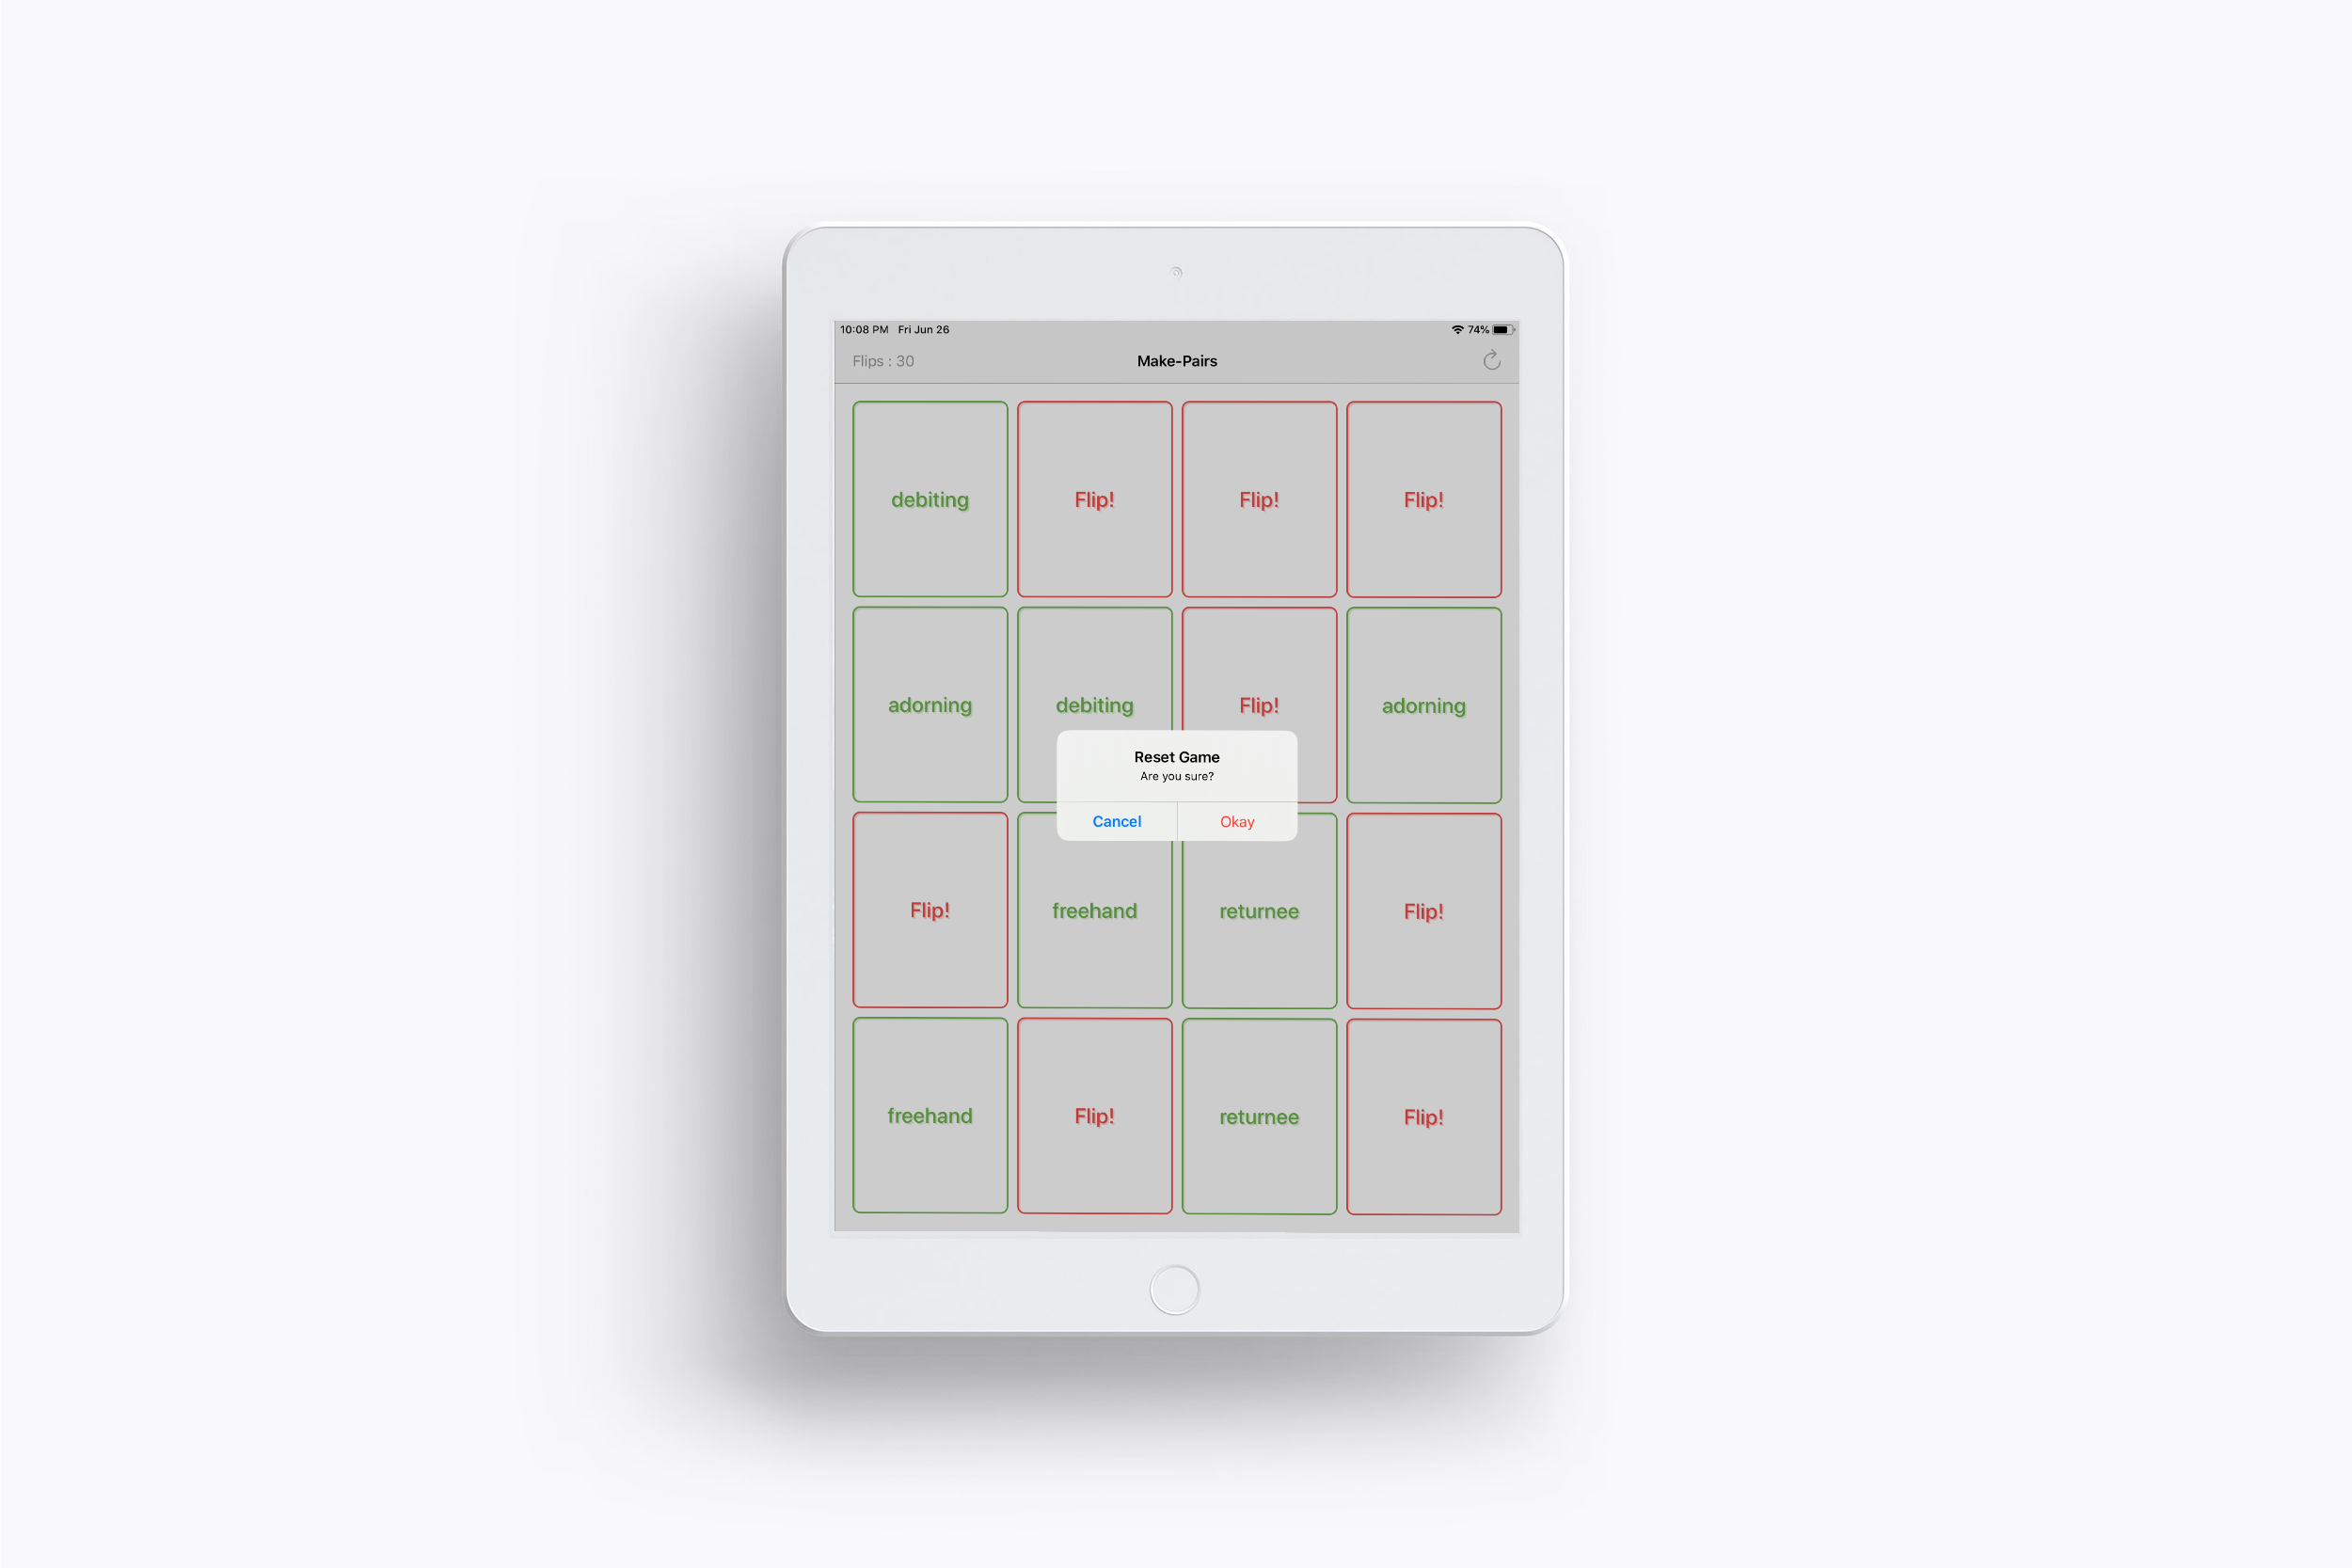 10:08 PM Fri Jun 26 74%
Flips : 30 Make-Pairs
debiting Flip! Flip! Flip!
adorning debiting Flip! adorning
Reset Game
Are you sure?
Cancel Okay
Flip! freehand returnee Flip!
freehand Flip! returnee Flip!